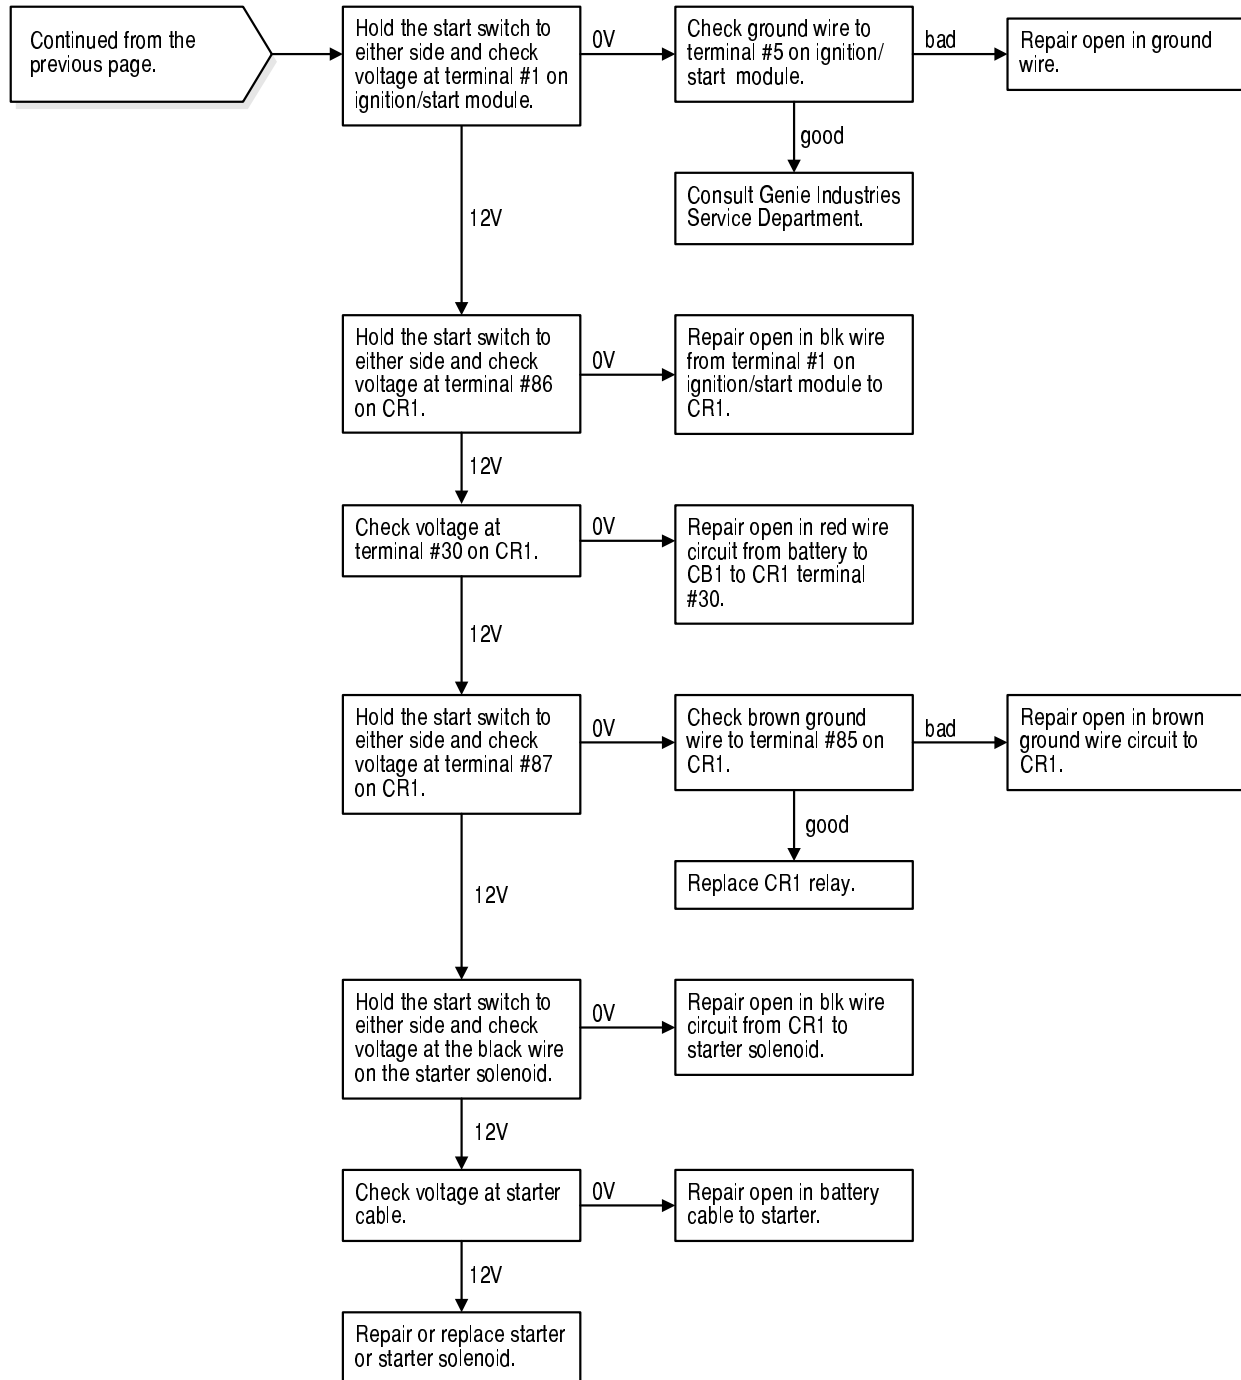 Continued from the
previous page.
Hold the start switch to
either side and check
voltage at terminal #1 on
ignition/start module.
0V
Check ground wire to
terminal #5 on ignition/
start module.
bad
Repair open in ground
wire.
good
Consult Genie Industries
Service Department.
12V
Hold the start switch to
either side and check
voltage at terminal #86
on CR1.
0V
Repair open in blk wire
from terminal #1 on
ignition/start module to
CR1.
12V
Check voltage at
terminal #30 on CR1.
0V
Repair open in red wire
circuit from battery to
CB1 to CR1 terminal
#30.
12V
Hold the start switch to
either side and check
voltage at terminal #87
on CR1.
0V
Check brown ground
wire to terminal #85 on
CR1.
bad
Repair open in brown
ground wire circuit to
CR1.
good
Replace CR1 relay.
12V
Hold the start switch to
either side and check
voltage at the black wire
on the starter solenoid.
0V
Repair open in blk wire
circuit from CR1 to
starter solenoid.
12V
Check voltage at starter
cable.
0V
Repair open in battery
cable to starter.
12V
Repair or replace starter
or starter solenoid.